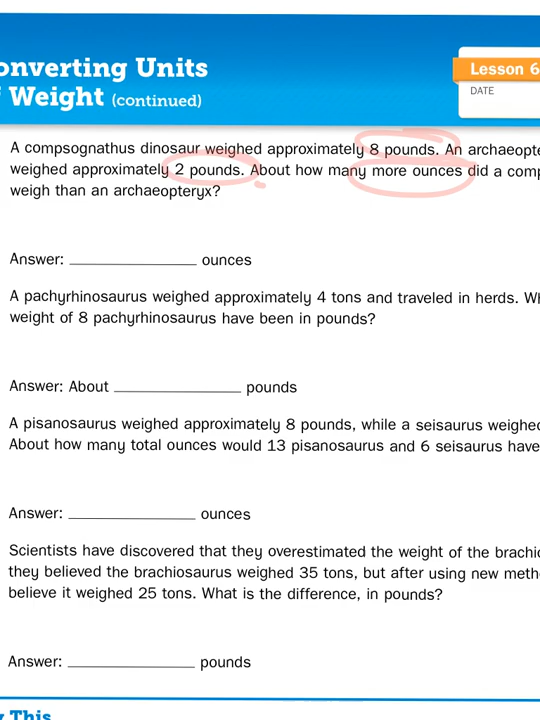 onverting Units
Weight (continued)
Lesson 6
DATE
A compsognathus dinosaur weighed approximately 8 pounds. An archaeopte
weighed approximately 2 pounds. About how many more ounces did a comp
weigh than an archaeopteryx?
Answer: ____________ ounces
A pachyrhinosaurus weighed approximately 4 tons and traveled in herds. Wh
weight of 8 pachyrhinosaurus have been in pounds?
Answer: About ____________ pounds
A pisanosaurus weighed approximately 8 pounds, while a seisaurus weighed
About how many total ounces would 13 pisanosaurus and 6 seisaurus have
Answer: ____________ ounces
Scientists have discovered that they overestimated the weight of the brachio
they believed the brachiosaurus weighed 35 tons, but after using new meth
believe it weighed 25 tons. What is the difference, in pounds?
Answer: ____________ pounds
y This